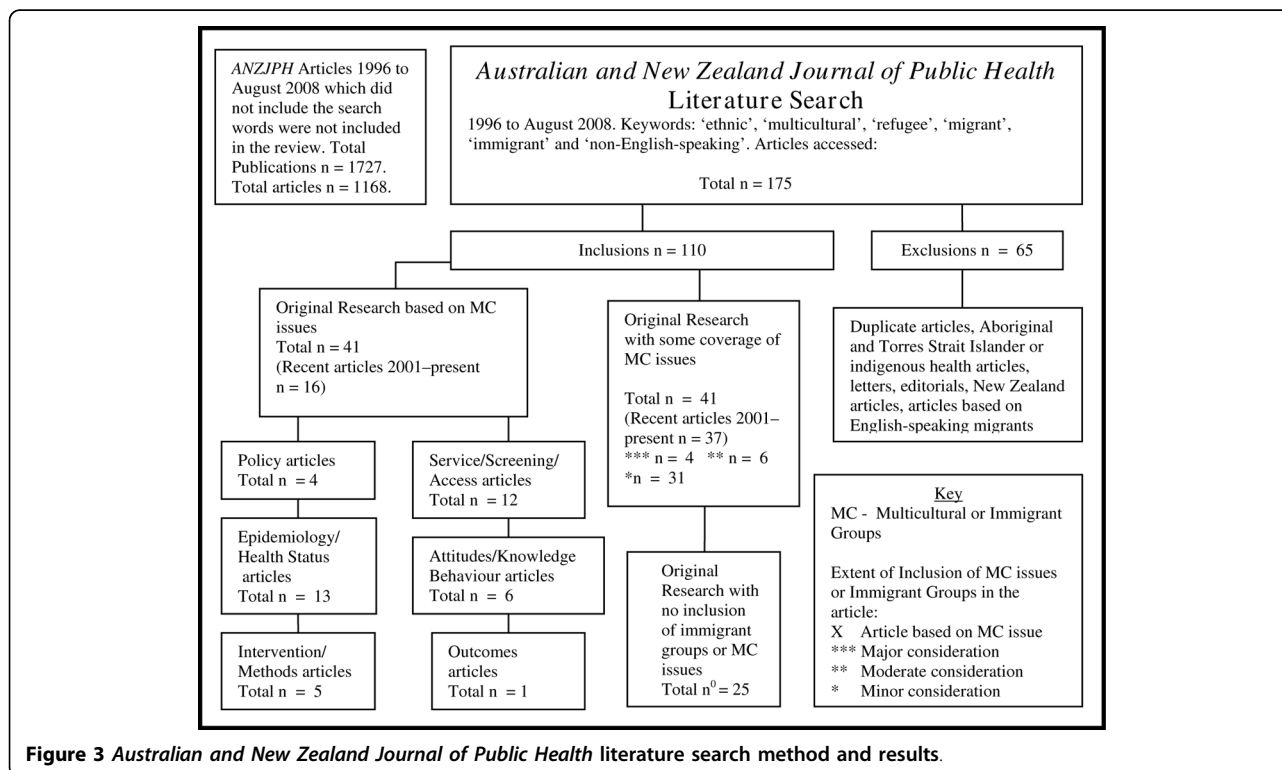 ANZJPH Articles 1996 to
August 2008 which did
not include the search
words were not included
in the review. Total
Publications n = 1727.
Total articles n = 1168.
Australian and New Zealand Journal of Public Health
Literature Search
1996 to August 2008. Keywords: ‘ethnic’, ‘multicultural’, ‘refugee’, ‘migrant’,
‘immigrant’ and ‘non-English-speaking’. Articles accessed:
Total n = 175
Inclusions n = 110
Exclusions n = 65
Original Research based on MC
issues
Total n = 41
(Recent articles 2001–present
n = 16)
Original Research
with some coverage of
MC issues
Total n = 41
(Recent articles 2001–
present n = 37)
*** n = 4 ** n = 6
*n = 31
Duplicate articles, Aboriginal
and Torres Strait Islander or
indigenous health articles,
letters, editorials, New Zealand
articles, articles based on
English-speaking migrants
Policy articles
Total n = 4
Service/Screening/
Access articles
Total n = 12
Epidemiology/
Health Status
articles
Total n = 13
Attitudes/Knowledge
Behaviour articles
Total n = 6
Intervention/
Methods articles
Total n = 5
Outcomes
articles
Total n = 1
Original
Research with
no inclusion
of immigrant
groups or MC
issues
Total n⁰ = 25
Key
MC - Multicultural or Immigrant
Groups
Extent of Inclusion of MC issues
or Immigrant Groups in the
article:
X Article based on MC issue
*** Major consideration
** Moderate consideration
* Minor consideration
Figure 3 Australian and New Zealand Journal of Public Health literature search method and results.